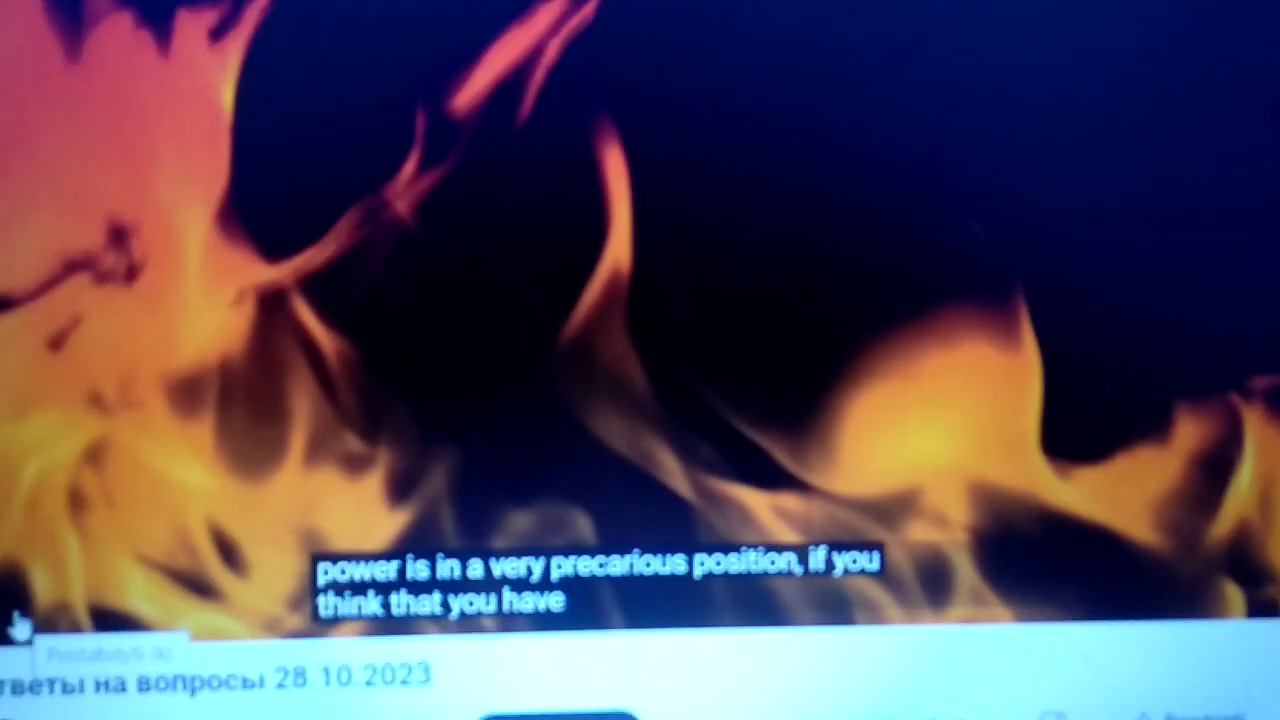 power is in a very precarious position, if you
think that you have
тветы на вопросы 28.10.2023